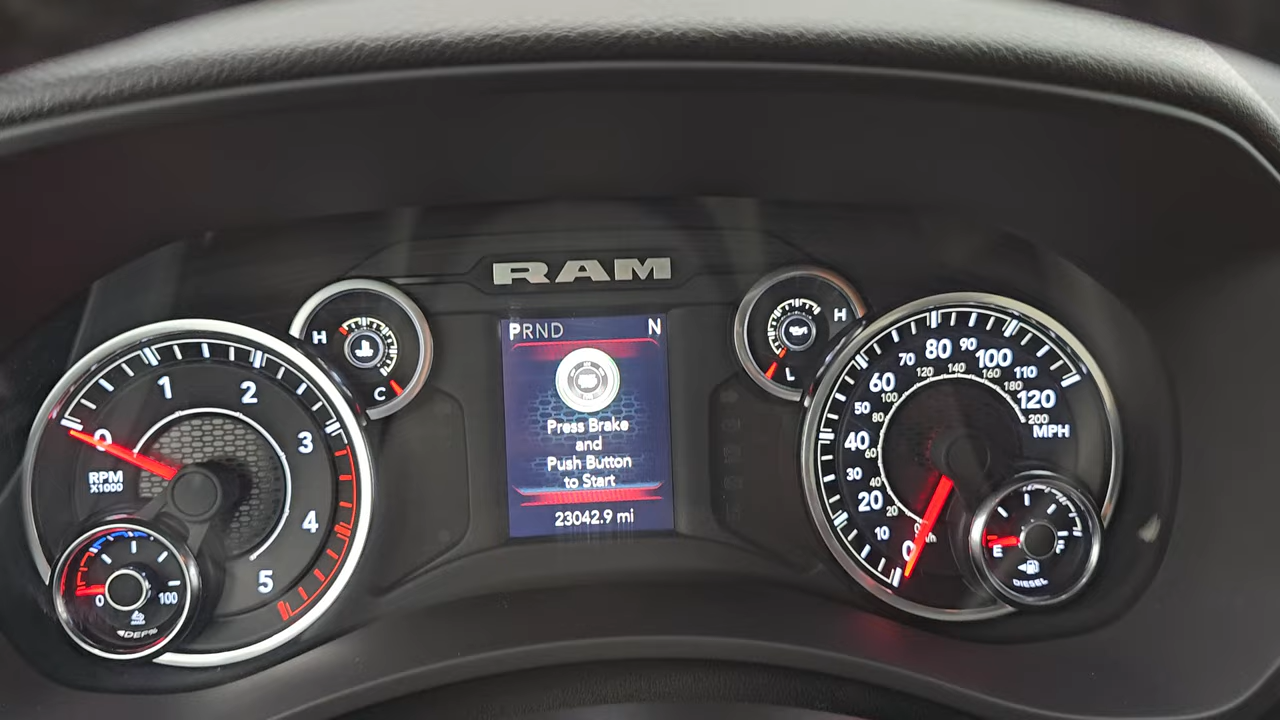 RAM
PRND N
Press Brake
and
Push Button
to Start
23042.9 mi
0 1 2 3 4 5
RPM
X1000
H
C
0 100
DEF%
H
L
0 10 20 30 40 50 60 70 80 90 100 110 120
MPH
20 40 60 80 100 120 140 160 180 200
E F
DIESEL